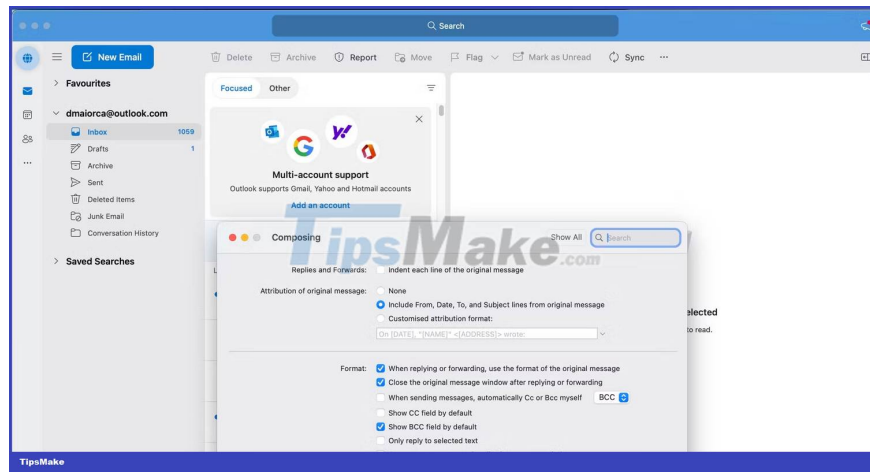 Search
New Email
Delete
Archive
Report
Move
Flag
Mark as Unread
Sync
Favourites
dmaiorca@outlook.com
Inbox 1059
Drafts 1
Archive
Sent
Deleted Items
Junk Email
Conversation History
Saved Searches
Focused Other
Multi-account support
Outlook supports Gmail, Yahoo and Hotmail accounts
Add an account
TipsMake.com
Composing
Show All
Search
Replies and Forwards: Indent each line of the original message
Attribution of original message: None
Include From, Date, To, and Subject lines from original message
Customised attribution format:
On [DATE], "[NAME]" <[ADDRESS]> wrote:
elected
to read.
Format: When replying or forwarding, use the format of the original message
Close the original message window after replying or forwarding
When sending messages, automatically Cc or Bcc myself BCC
Show CC field by default
Show BCC field by default
Only reply to selected text
TipsMake